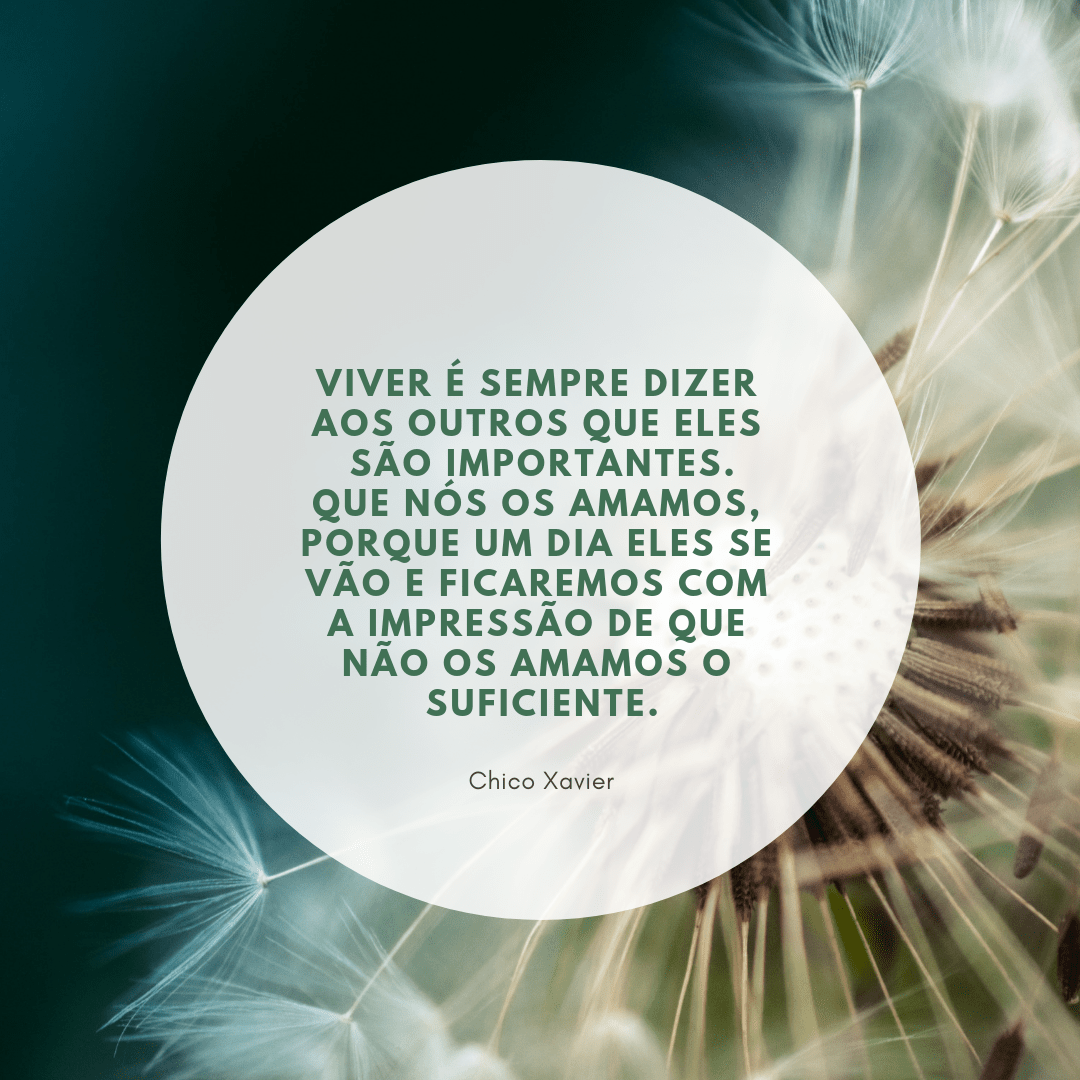 VIVER É SEMPRE DIZER
AOS OUTROS QUE ELES
SÃO IMPORTANTES.
QUE NÓS OS AMAMOS,
PORQUE UM DIA ELES SE
VÃO E FICAREMOS COM
A IMPRESSÃO DE QUE
NÃO OS AMAMOS O
SUFICIENTE.
Chico Xavier